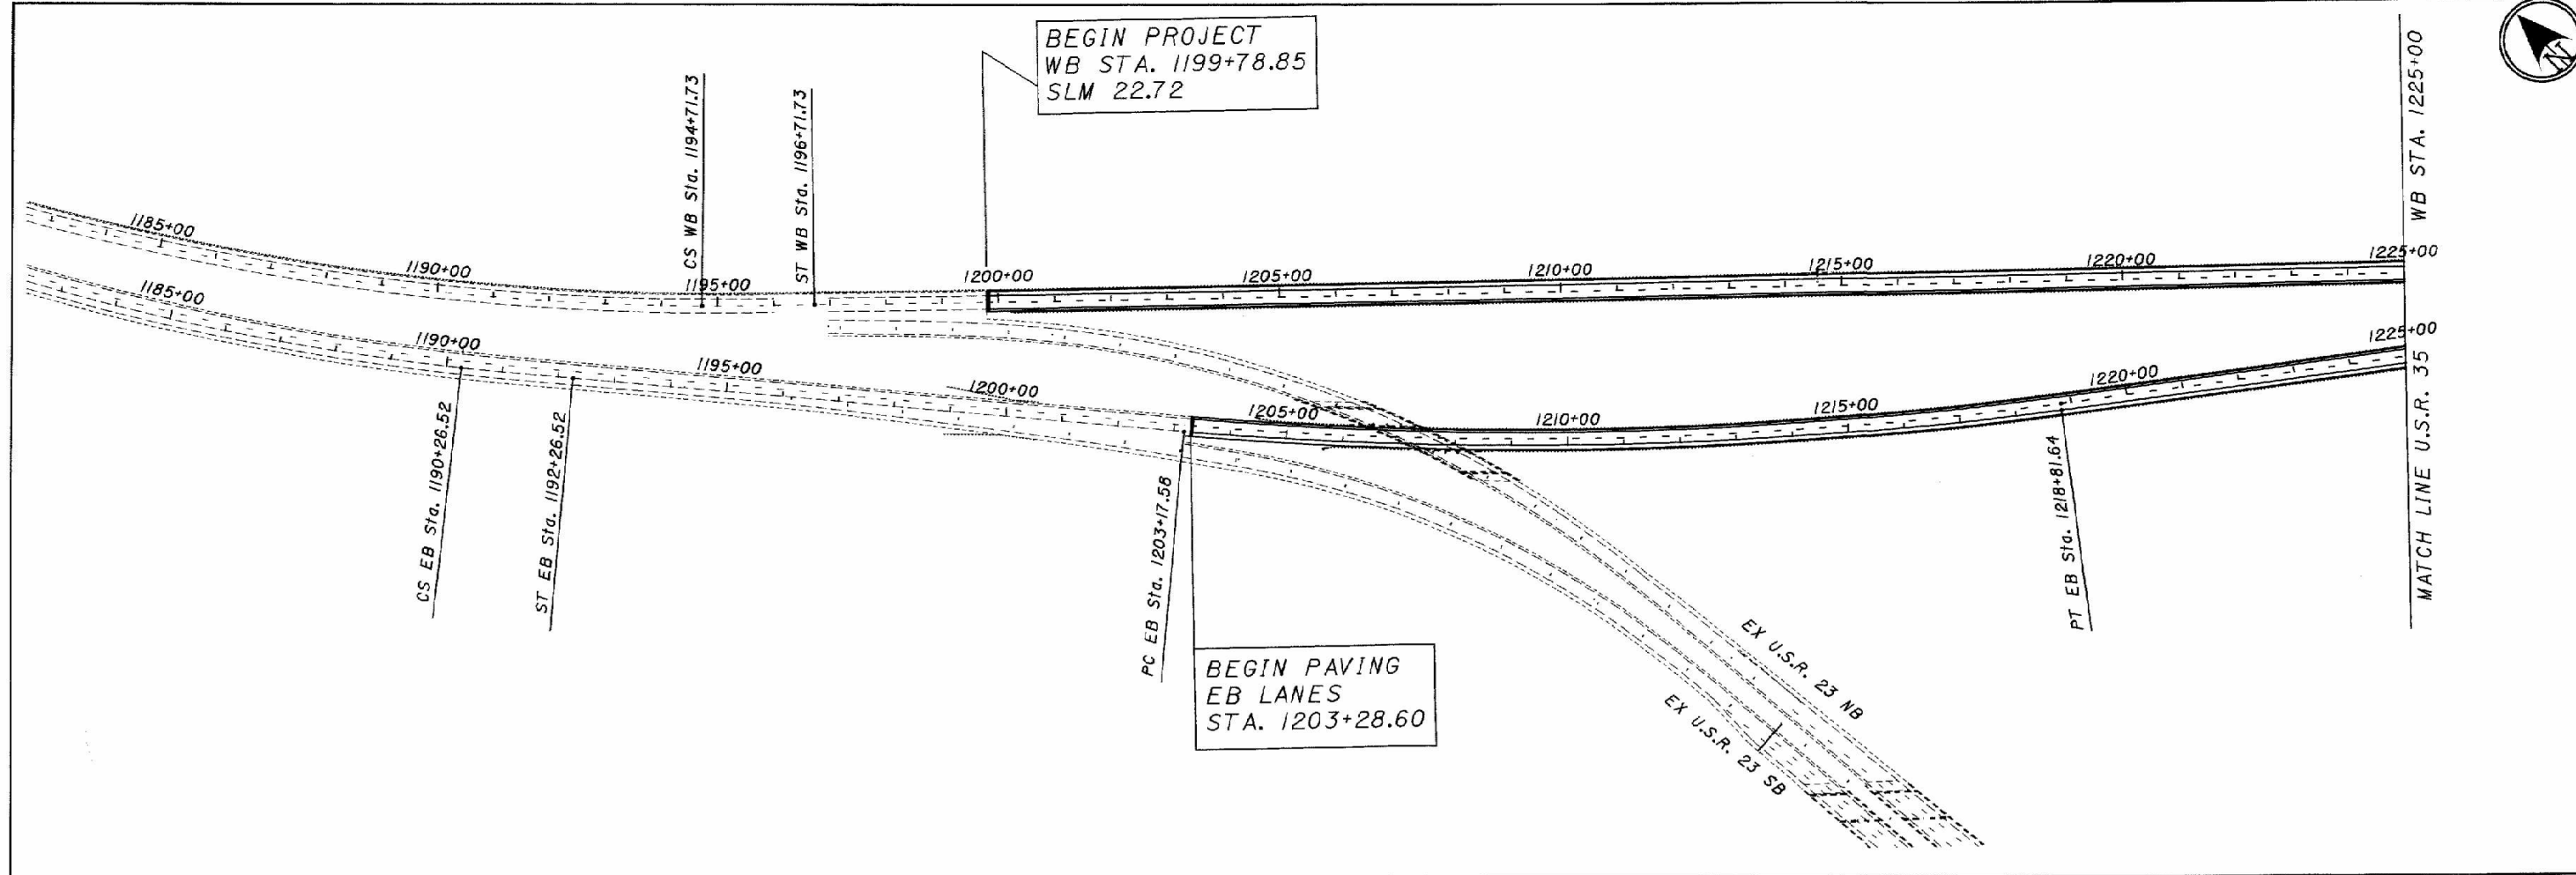 BEGIN PROJECT
WB STA. 1199+78.85
SLM 22.72
N
CS WB Sta. 1194+71.73
ST WB Sta. 1196+71.73
WB STA. 1225+00
1185+00
1190+00
1195+00
1200+00
1205+00
1210+00
1215+00
1220+00
1225+00
1185+00
1190+00
1195+00
1200+00
1205+00
1210+00
1215+00
1220+00
1225+00
CS EB Sta. 1190+26.52
ST EB Sta. 1192+26.52
PC EB Sta. 1203+17.58
PT EB Sta. 1218+81.64
MATCH LINE U.S.R. 35
BEGIN PAVING
EB LANES
STA. 1203+28.60
EX U.S.R. 23 NB
EX U.S.R. 23 SB